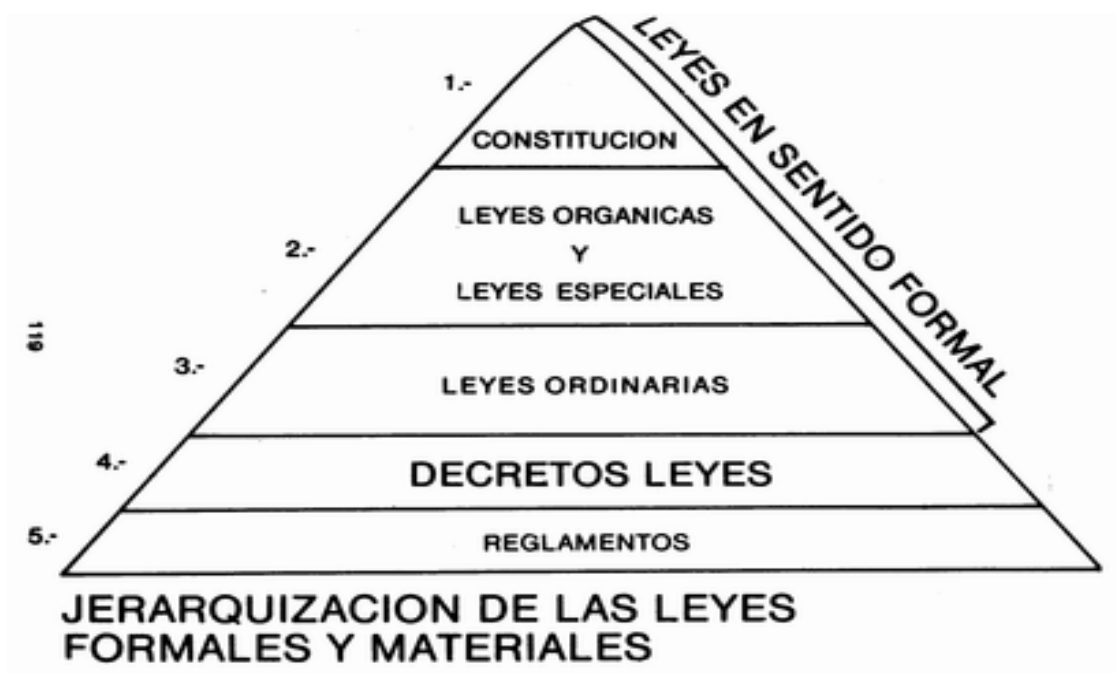 LEYES EN SENTIDO FORMAL
1.-
CONSTITUCION
2.-
LEYES ORGANICAS
Y
LEYES ESPECIALES
119
3.-
LEYES ORDINARIAS
4.-
DECRETOS LEYES
5.-
REGLAMENTOS
JERARQUIZACION DE LAS LEYES
FORMALES Y MATERIALES